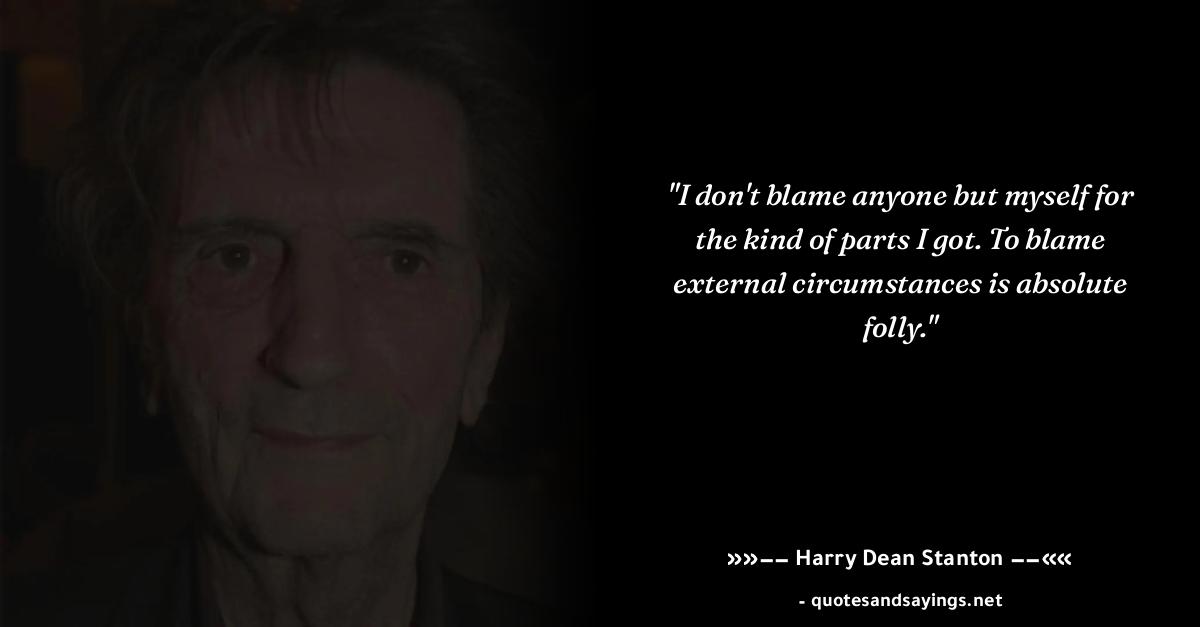 "I don't blame anyone but myself for
the kind of parts I got. To blame
external circumstances is absolute
folly."
»»–– Harry Dean Stanton ––««
- quotesandsayings.net